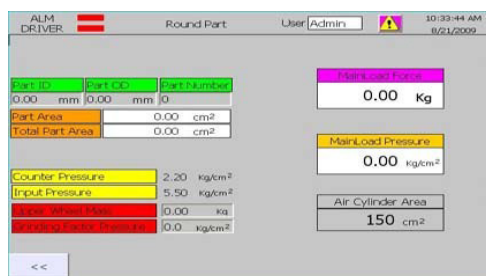 ALM DRIVER
Round Part
User Admin
10:33:44 AM
8/21/2009
Part ID Part OD Part Number
0.00 mm 0.00 mm 0
Part Area 0.00 cm2
Total Part Area 0.00 cm2
MainLoad Force
0.00 Kg
MainLoad Pressure
0.00 Kg/cm2
Counter Pressure 2.20 Kg/cm2
Input Pressure 5.50 Kg/cm2
Upper Wheel Mass 0.00 Kg
Grinding Factor Pressure 0.0 Kg/cm2
Air Cylinder Area
150 cm2
<<